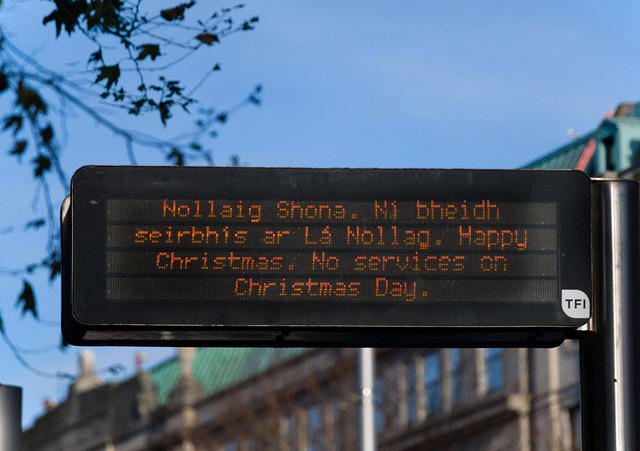 Nollaig Shona. Ní bheidh
seirbhís ar Lá Nollag. Happy
Christmas. No services on
Christmas Day.
TFI